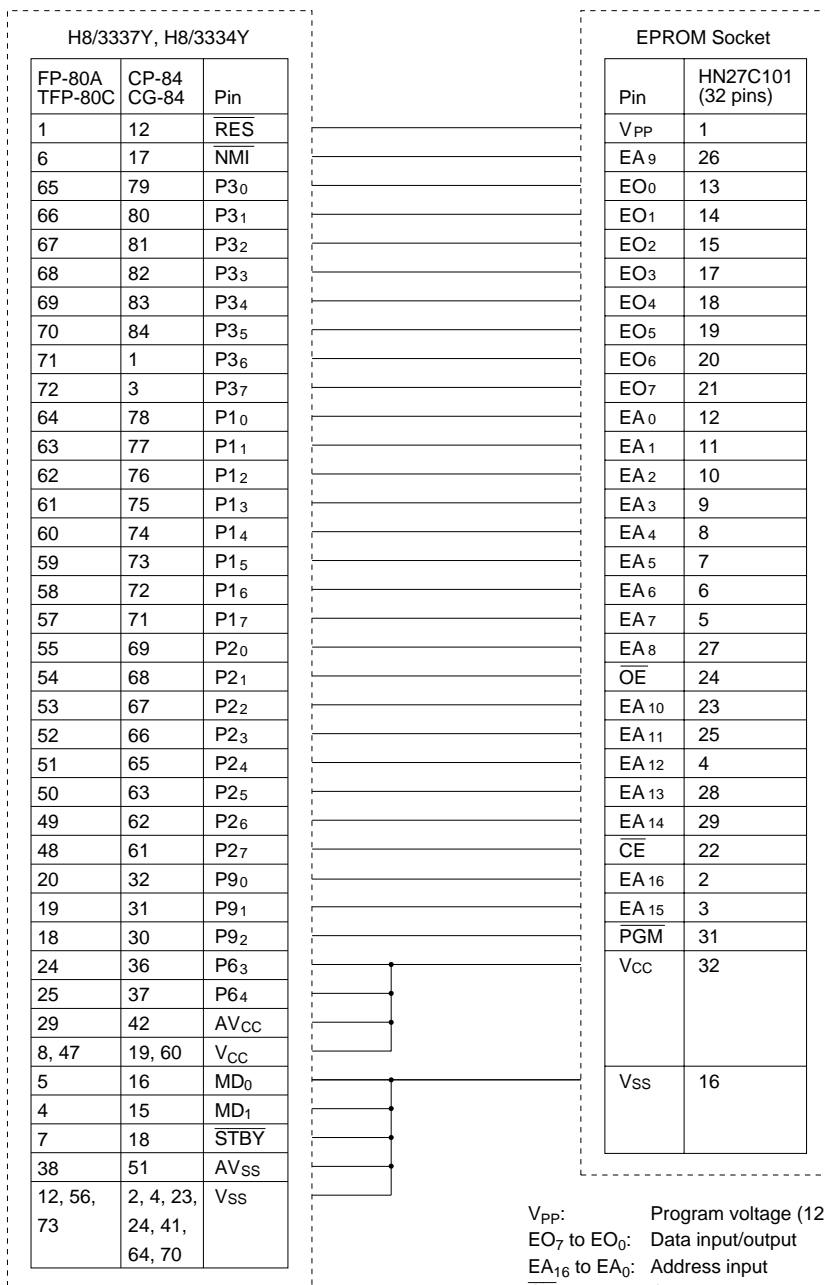 H8/3337Y, H8/3334Y EPROM Socket
FP-80A TFP-80C CP-84 CG-84 Pin Pin HN27C101 (32 pins)
1 12 RES VPP 1
6 17 NMI EA9 26
65 79 P30 EO0 13
66 80 P31 EO1 14
67 81 P32 EO2 15
68 82 P33 EO3 17
69 83 P34 EO4 18
70 84 P35 EO5 19
71 1 P36 EO6 20
72 3 P37 EO7 21
64 78 P10 EA0 12
63 77 P11 EA1 11
62 76 P12 EA2 10
61 75 P13 EA3 9
60 74 P14 EA4 8
59 73 P15 EA5 7
58 72 P16 EA6 6
57 71 P17 EA7 5
55 69 P20 EA8 27
54 68 P21 OE 24
53 67 P22 EA10 23
52 66 P23 EA11 25
51 65 P24 EA12 4
50 63 P25 EA13 28
49 62 P26 EA14 29
48 61 P27 CE 22
20 32 P90 EA16 2
19 31 P91 EA15 3
18 30 P92 PGM 31
24 36 P63 VCC 32
25 37 P64
29 42 AVCC
8, 47 19, 60 VCC
5 16 MD0 VSS 16
4 15 MD1
7 18 STBY
38 51 AVSS
12, 56, 73 2, 4, 23, 24, 41, 64, 70 VSS
VPP: Program voltage (12
EO7 to EO0: Data input/output
EA16 to EA0: Address input